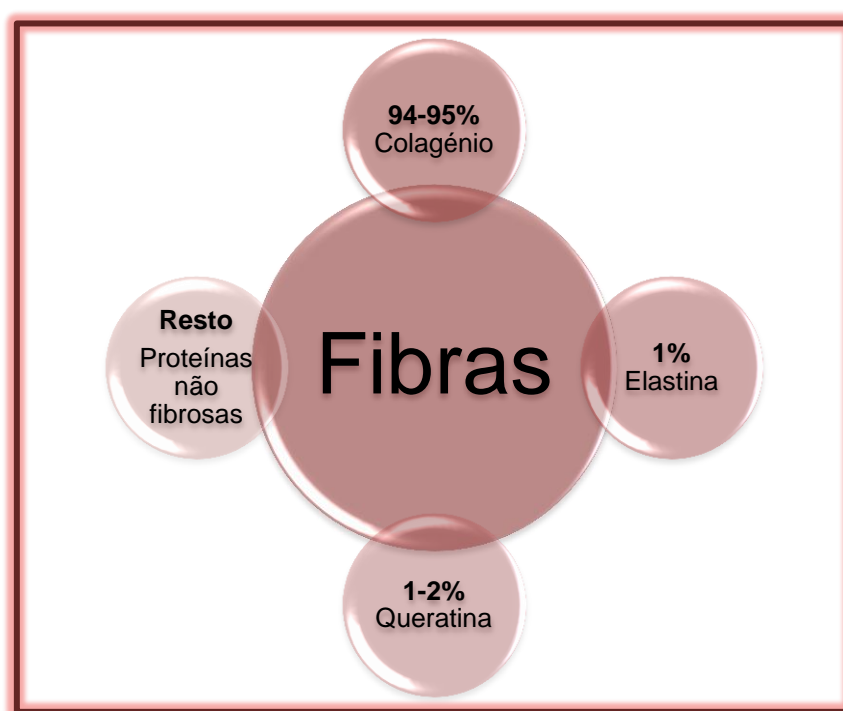 94-95%
Colagénio
Resto
Proteínas
não
fibrosas
Fibras
1%
Elastina
1-2%
Queratina